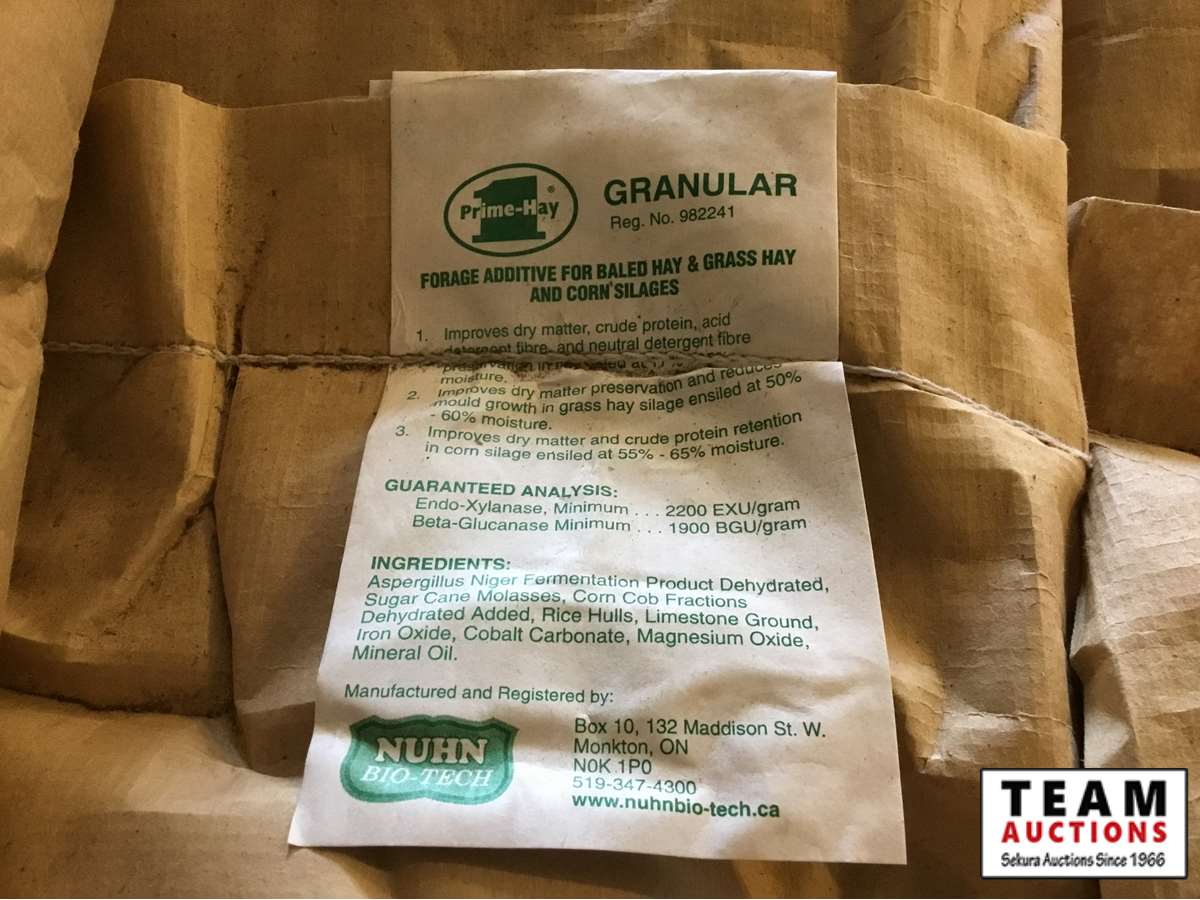 1
Prime-Hay®
GRANULAR
Reg. No. 982241
FORAGE ADDITIVE FOR BALED HAY & GRASS HAY
AND CORN SILAGES
1. Improves dry matter, crude protein, acid
detergent fibre, and neutral detergent fibre
preservation in baled at 17%
moisture.
2. Improves dry matter preservation and reduces
mould growth in grass hay silage ensiled at 50%
- 60% moisture.
3. Improves dry matter and crude protein retention
in corn silage ensiled at 55% - 65% moisture.
GUARANTEED ANALYSIS:
Endo-Xylanase, Minimum . . . 2200 EXU/gram
Beta-Glucanase Minimum . . . 1900 BGU/gram
INGREDIENTS:
Aspergillus Niger Fermentation Product Dehydrated,
Sugar Cane Molasses, Corn Cob Fractions
Dehydrated Added, Rice Hulls, Limestone Ground,
Iron Oxide, Cobalt Carbonate, Magnesium Oxide,
Mineral Oil.
Manufactured and Registered by:
NUHN
BIO-TECH
Box 10, 132 Maddison St. W.
Monkton, ON
N0K 1P0
519-347-4300
www.nuhnbio-tech.ca
TEAM
AUCTIONS
Sekura Auctions Since 1966